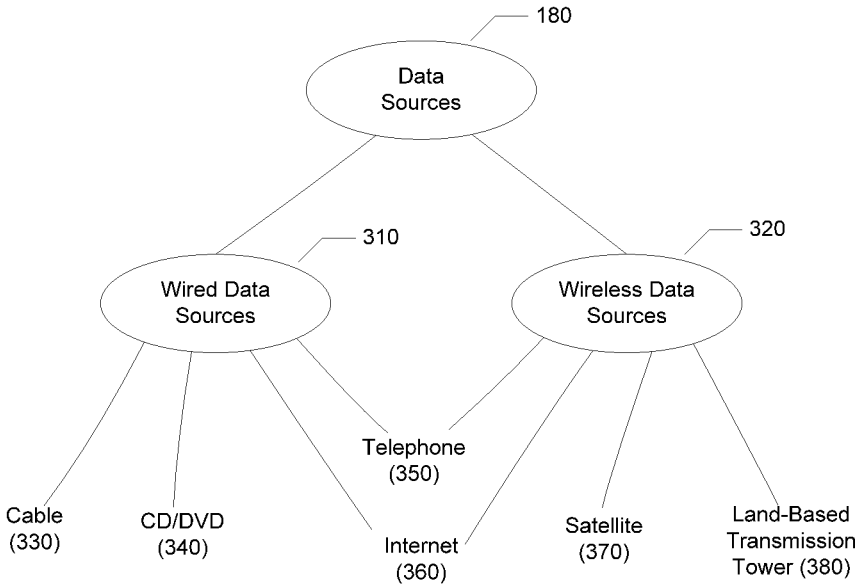 180
Data
Sources
310
320
Wired Data
Sources
Wireless Data
Sources
Telephone
(350)
Cable
(330)
CD/DVD
(340)
Internet
(360)
Satellite
(370)
Land-Based
Transmission
Tower (380)